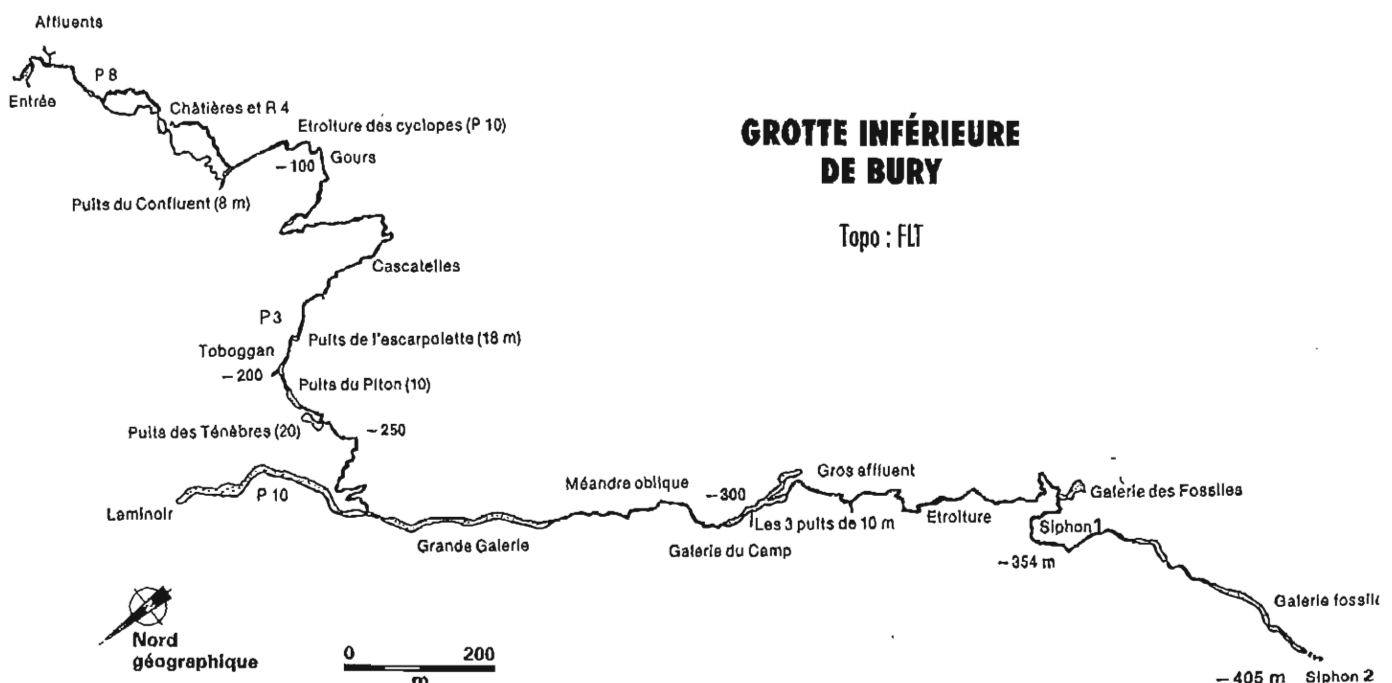 Affluents
P 8
Entrée
Châtières et R 4
Etroiture des cyclopes (P 10)
GROTTE INFÉRIEURE
DE BURY
– 100
Gours
Puits du Confluent (8 m)
Topo : FLT
Cascatelles
P 3
Puits de l'escarpolette (18 m)
Toboggan
– 200
Puits du Piton (10)
Puits des Ténèbres (20)
– 250
Laminoir
P 10
Grande Galerie
Méandre oblique
– 300
Gros affluent
Les 3 puits de 10 m
Galerie du Camp
Etroiture
Galerie des Fossiles
Siphon 1
– 354 m
Galerie fossile
Nord
géographique
0 200
m
– 405 m Siphon 2